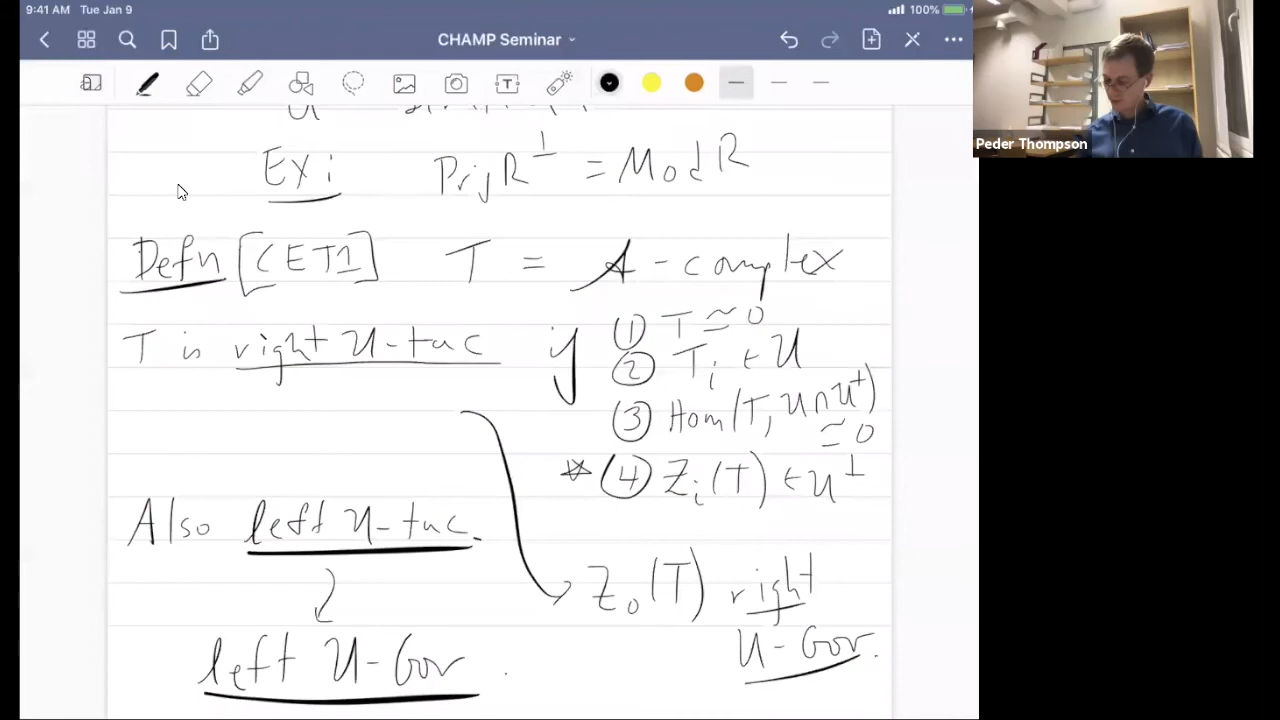 9:41 AM Tue Jan 9
100%
CHAMP Seminar
Peder Thompson
Ex: PrjR^⊥ = Mod R
Defn [CET1] T = A-complex
T is right U-tac if ① T ≃ 0
② T_i ∈ U
③ Hom(T, U∩U^⊥) ≃ 0
☆ ④ Z_i(T) ∈ U^⊥
Also left U-tac.
Z_0(T) right
U-Gor.
left U-Gor.